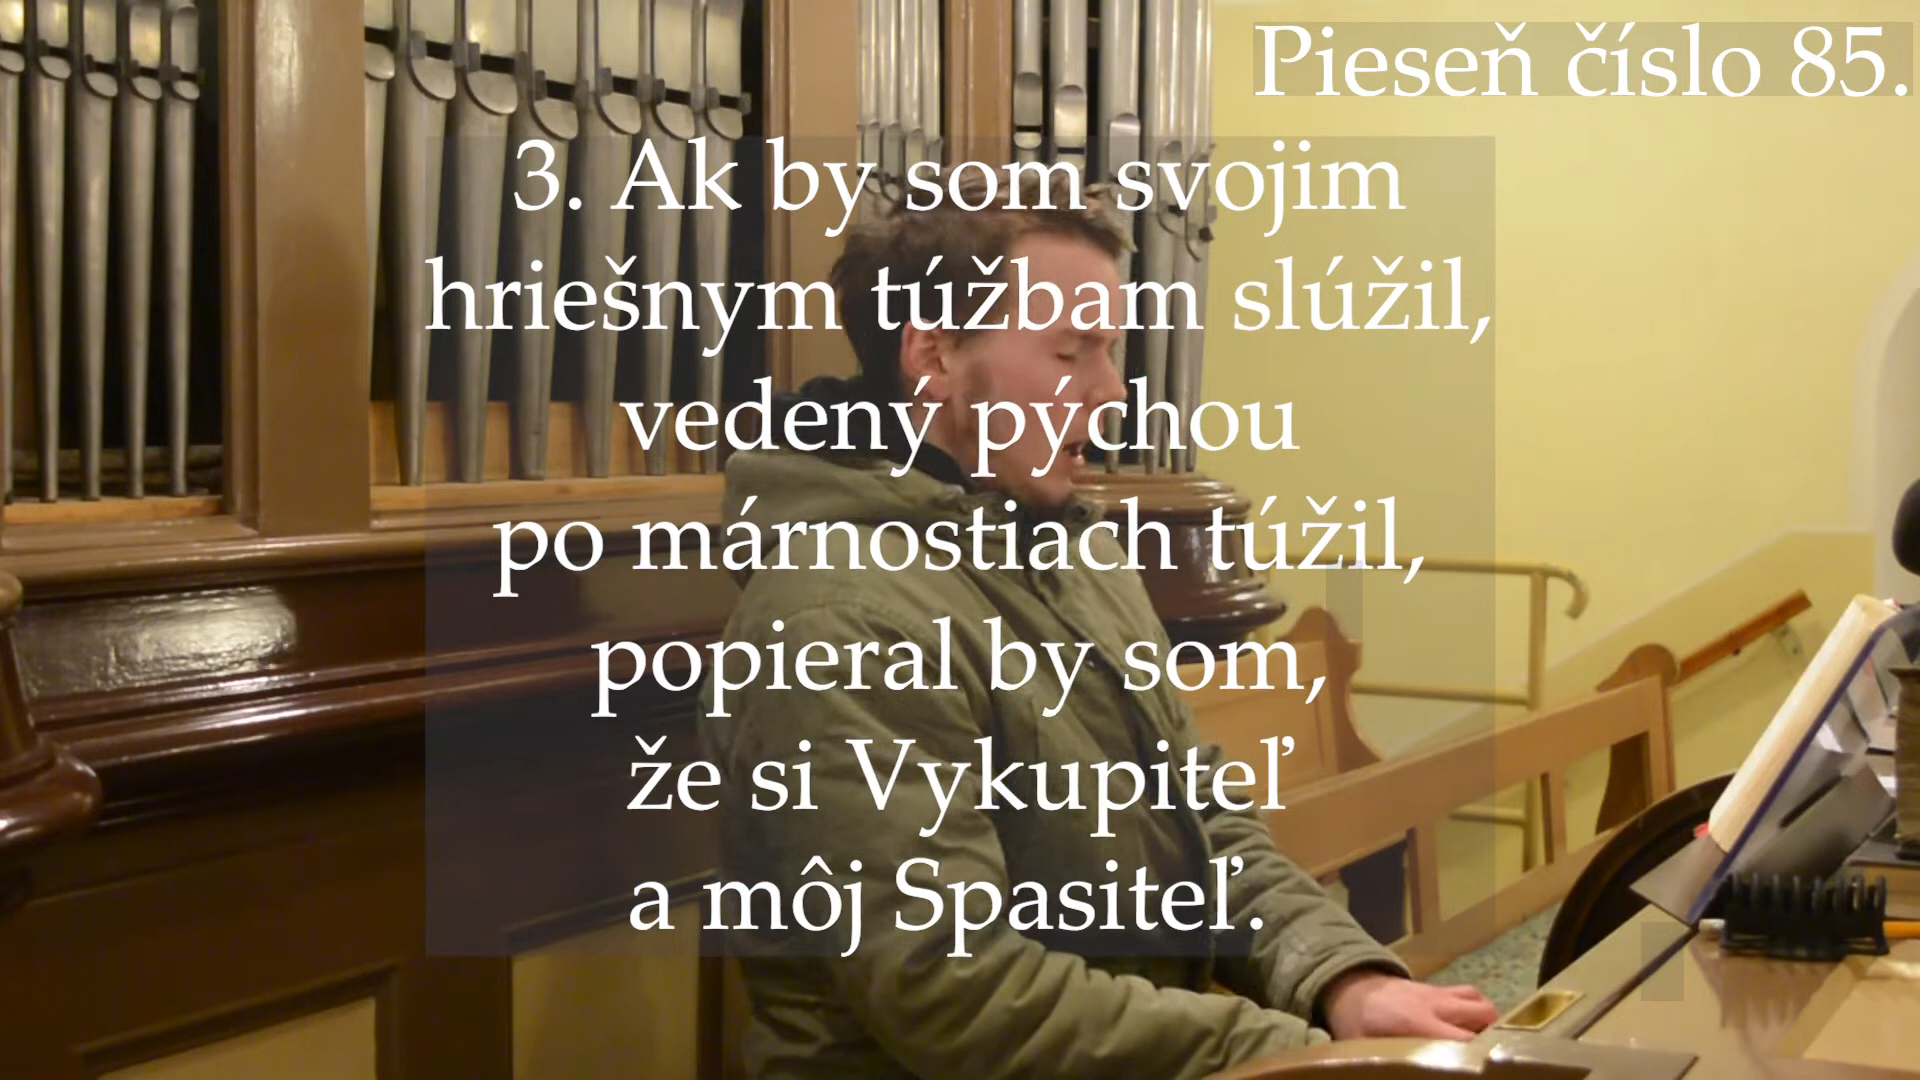 Pieseň číslo 85.
3. Ak by som svojim
hriešnym túžbam slúžil,
vedený pýchou
po márnostiach túžil,
popieral by som,
že si Vykupiteľ
a môj Spasiteľ.